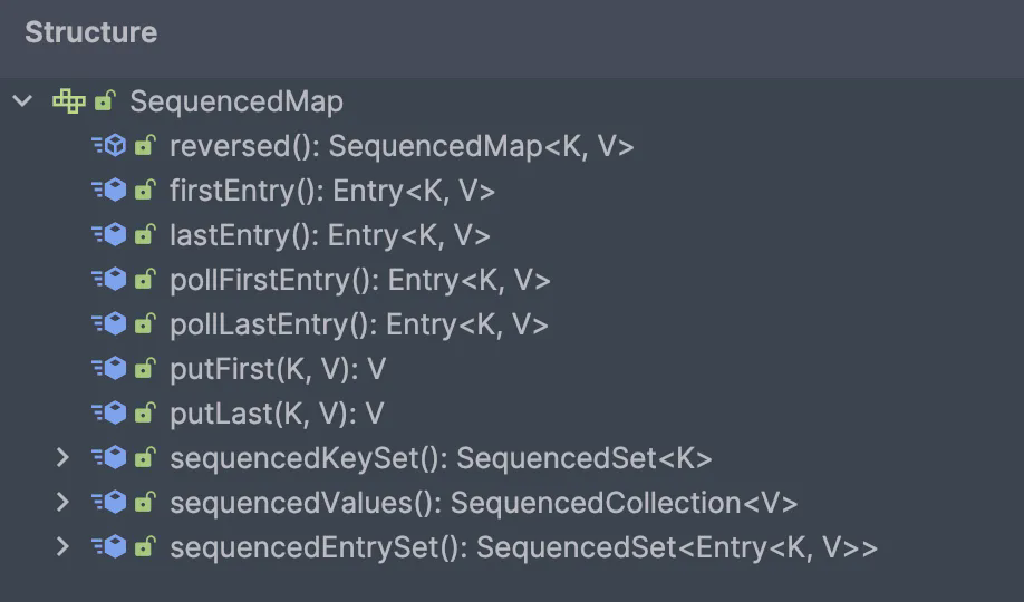 Structure
SequencedMap
reversed(): SequencedMap<K, V>
firstEntry(): Entry<K, V>
lastEntry(): Entry<K, V>
pollFirstEntry(): Entry<K, V>
pollLastEntry(): Entry<K, V>
putFirst(K, V): V
putLast(K, V): V
sequencedKeySet(): SequencedSet<K>
sequencedValues(): SequencedCollection<V>
sequencedEntrySet(): SequencedSet<Entry<K, V>>